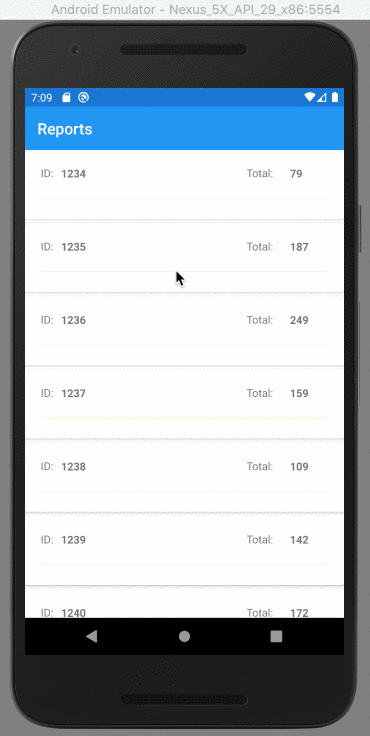 Android Emulator - Nexus_5X_API_29_x86:5554
7:09
Reports
ID: 1234 Total: 79
ID: 1235 Total: 187
ID: 1236 Total: 249
ID: 1237 Total: 159
ID: 1238 Total: 109
ID: 1239 Total: 142
ID: 1240 Total: 172